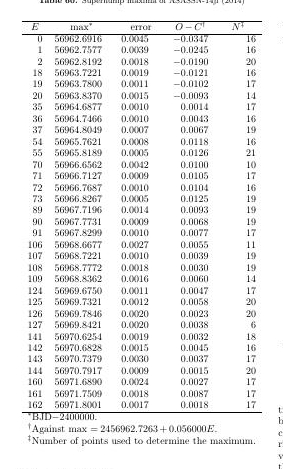 Table 60. Superhump maxima of ASASSN-14ju (2014)
E max* error O − C† N‡
0 56962.6916 0.0045 −0.0347 16
1 56962.7577 0.0039 −0.0245 16
2 56962.8192 0.0018 −0.0190 20
18 56963.7221 0.0019 −0.0121 16
19 56963.7800 0.0011 −0.0102 17
20 56963.8370 0.0015 −0.0093 14
35 56964.6877 0.0010 0.0014 17
36 56964.7466 0.0010 0.0043 16
37 56964.8049 0.0007 0.0067 19
54 56965.7621 0.0008 0.0118 16
55 56965.8189 0.0005 0.0126 21
70 56966.6562 0.0042 0.0100 10
71 56966.7127 0.0009 0.0105 17
72 56966.7687 0.0010 0.0104 16
73 56966.8267 0.0005 0.0125 19
89 56967.7196 0.0014 0.0093 19
90 56967.7731 0.0009 0.0068 19
91 56967.8299 0.0010 0.0077 17
106 56968.6677 0.0027 0.0055 11
107 56968.7221 0.0010 0.0039 19
108 56968.7772 0.0018 0.0030 19
109 56968.8362 0.0016 0.0060 14
124 56969.6750 0.0011 0.0047 17
125 56969.7321 0.0012 0.0058 20
126 56969.7846 0.0020 0.0023 20
127 56969.8421 0.0020 0.0038 6
141 56970.6254 0.0019 0.0032 18
142 56970.6828 0.0015 0.0045 16
143 56970.7379 0.0030 0.0037 17
144 56970.7917 0.0009 0.0015 20
160 56971.6890 0.0024 0.0027 17
161 56971.7509 0.0018 0.0087 17
162 56971.8001 0.0017 0.0018 17
*BJD−2400000.
†Against max = 2456962.7263 + 0.056000E.
‡Number of points used to determine the maximum.